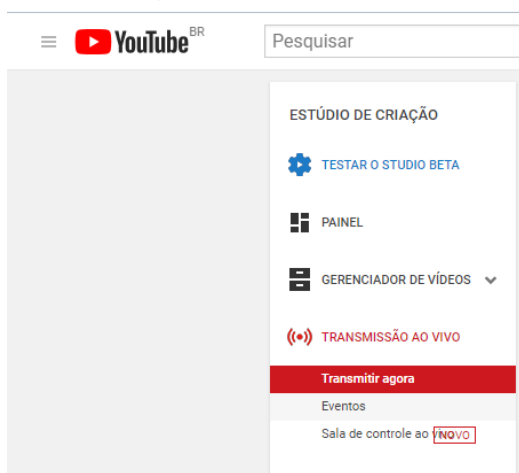 YouTube BR
Pesquisar
ESTÚDIO DE CRIAÇÃO
TESTAR O STUDIO BETA
PAINEL
GERENCIADOR DE VÍDEOS
TRANSMISSÃO AO VIVO
Transmitir agora
Eventos
Sala de controle ao vivo NOVO